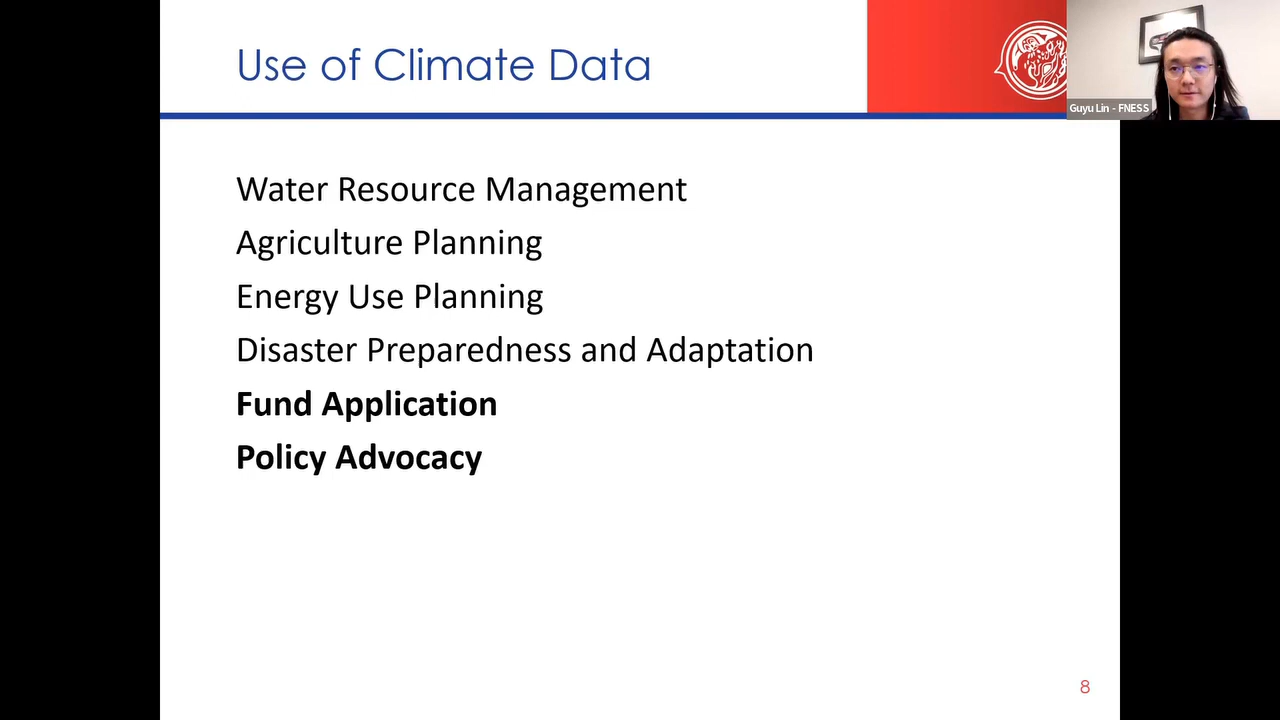 Use of Climate Data
Guyu Lin - FNESS
Water Resource Management
Agriculture Planning
Energy Use Planning
Disaster Preparedness and Adaptation
Fund Application
Policy Advocacy
8